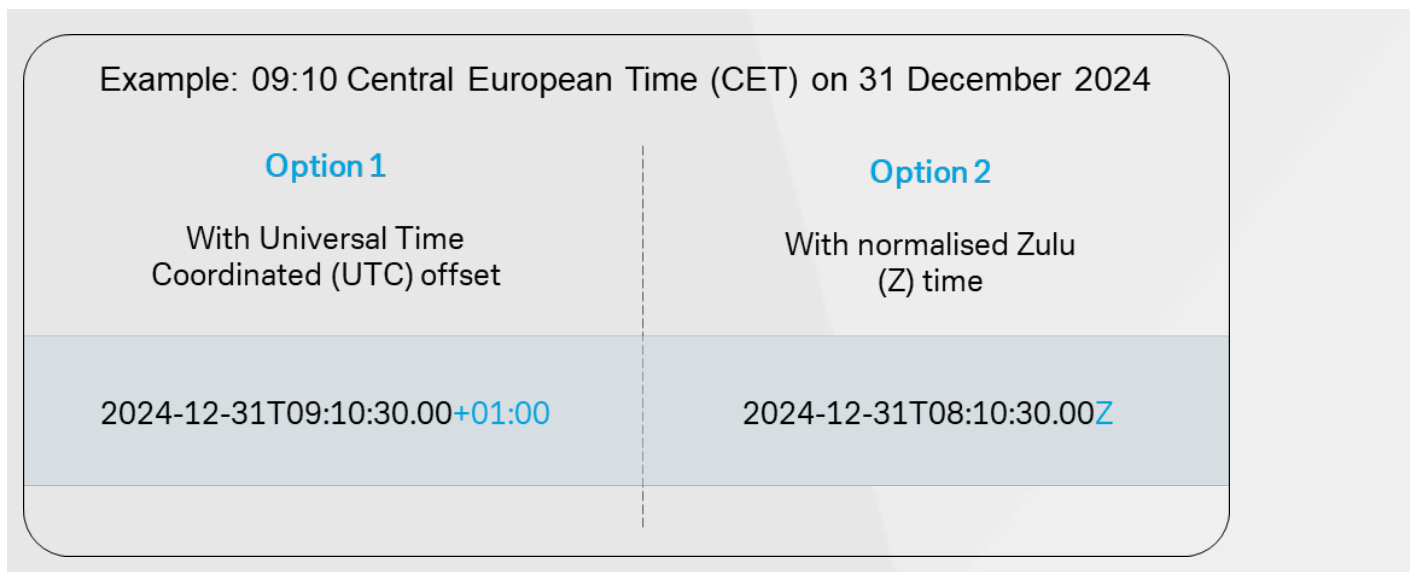 Example: 09:10 Central European Time (CET) on 31 December 2024
Option 1
With Universal Time
Coordinated (UTC) offset
2024-12-31T09:10:30.00+01:00
Option 2
With normalised Zulu
(Z) time
2024-12-31T08:10:30.00Z